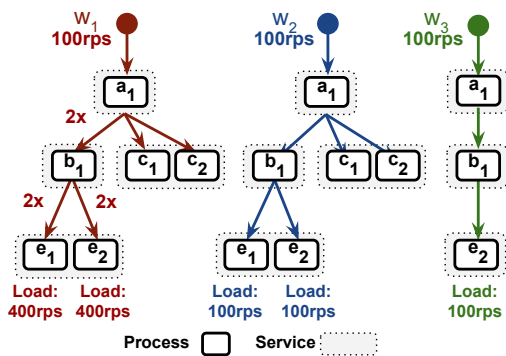 W1 W2 W3
100rps 100rps 100rps
a1 a1 a1
2x
b1 c1 c2 b1 c1 c2 b1
2x 2x
e1 e2 e1 e2 e2
Load: Load: Load: Load: Load:
400rps 400rps 100rps 100rps 100rps
Process Service